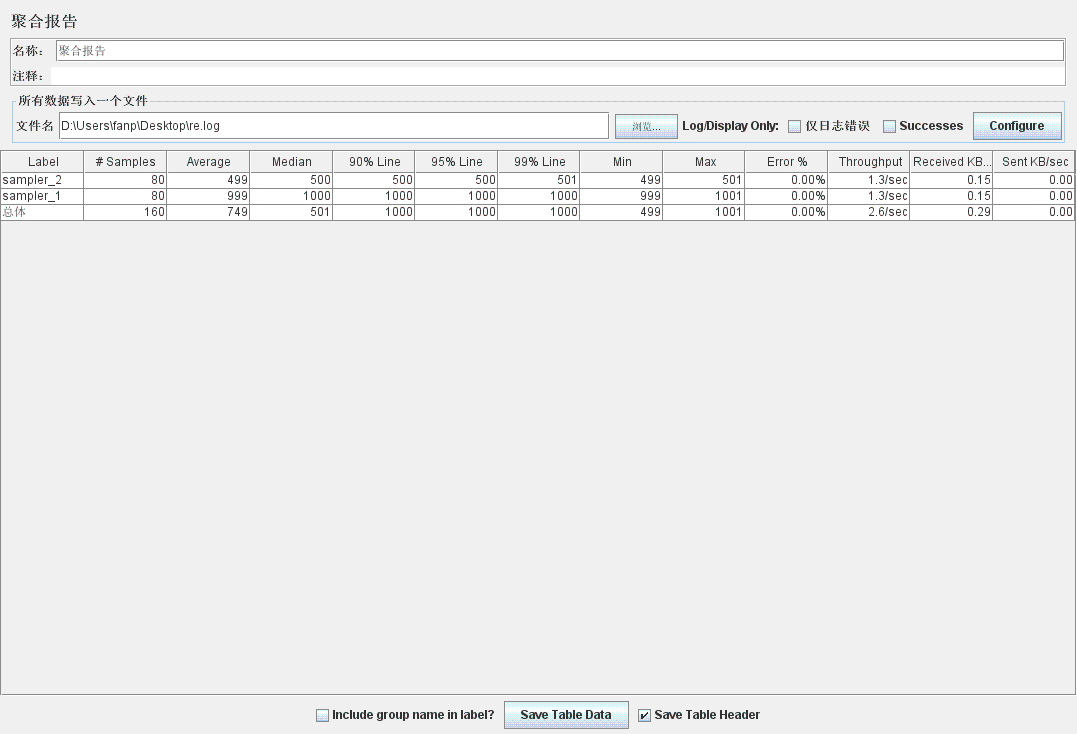 聚合报告
名称： 聚合报告
注释：
所有数据写入一个文件
文件名 D:\Users\fanp\Desktop\re.log 浏览... Log/Display Only: 仅日志错误 Successes Configure
Label # Samples Average Median 90% Line 95% Line 99% Line Min Max Error % Throughput Received KB... Sent KB/sec
sampler_2 80 499 500 500 500 501 499 501 0.00% 1.3/sec 0.15 0.00
sampler_1 80 999 1000 1000 1000 1000 999 1001 0.00% 1.3/sec 0.15 0.00
总体 160 749 501 1000 1000 1000 499 1001 0.00% 2.6/sec 0.29 0.00
Include group name in label? Save Table Data Save Table Header